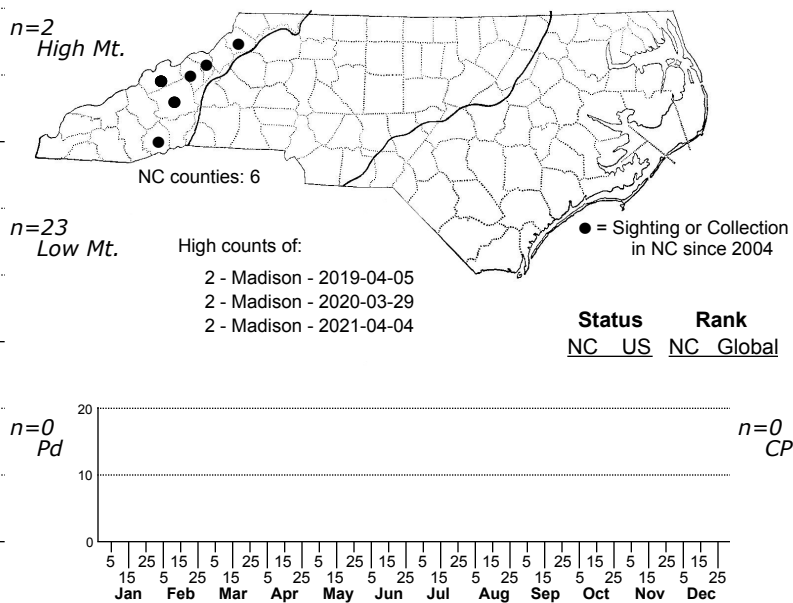 n=2
High Mt.
NC counties: 6
n=23
Low Mt.
High counts of:
2 - Madison - 2019-04-05
2 - Madison - 2020-03-29
2 - Madison - 2021-04-04
● = Sighting or Collection
in NC since 2004
Status Rank
NC US NC Global
n=0
Pd
20
10
0
n=0
CP
5 25 15 5 25 15 5 25 15 5 25 15 5 25 15 5 25 15
15 5 25 15 5 25 15 5 25 15 5 25 15 5 25 15 5 25
Jan Feb Mar Apr May Jun Jul Aug Sep Oct Nov Dec